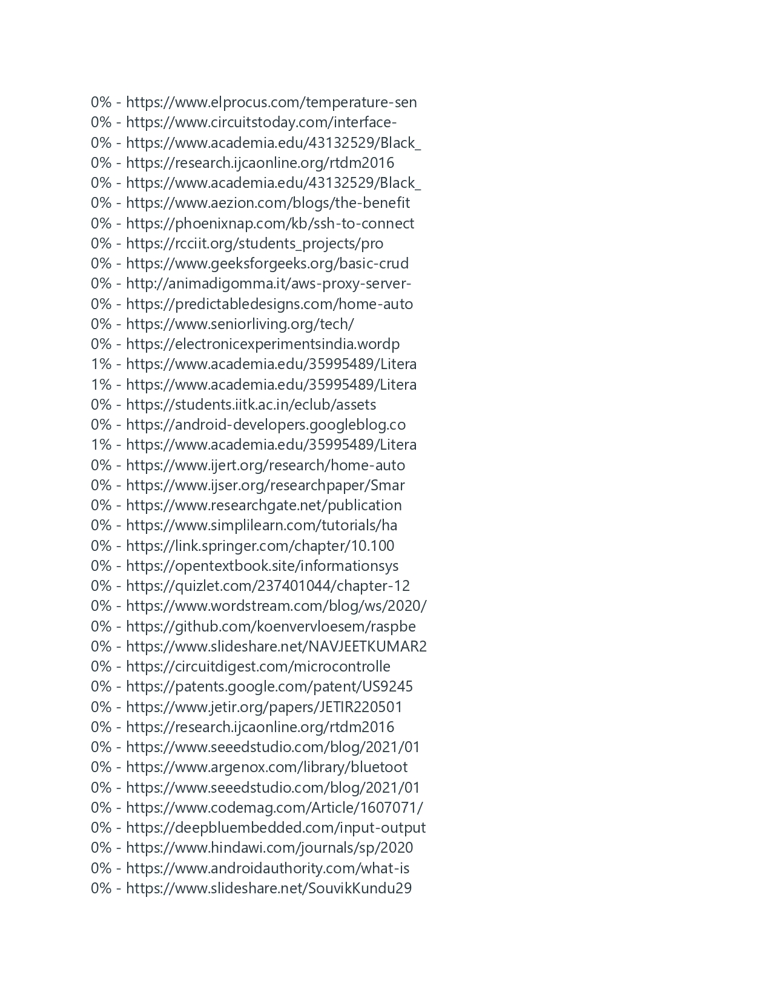 0% - https://www.elprocus.com/temperature-sen
0% - https://www.circuitstoday.com/interface-
0% - https://www.academia.edu/43132529/Black_
0% - https://research.ijcaonline.org/rtdm2016
0% - https://www.academia.edu/43132529/Black_
0% - https://www.aezion.com/blogs/the-benefit
0% - https://phoenixnap.com/kb/ssh-to-connect
0% - https://rcciit.org/students_projects/pro
0% - https://www.geeksforgeeks.org/basic-crud
0% - http://animadigomma.it/aws-proxy-server-
0% - https://predictabledesigns.com/home-auto
0% - https://www.seniorliving.org/tech/
0% - https://electronicexperimentsindia.wordp
1% - https://www.academia.edu/35995489/Litera
1% - https://www.academia.edu/35995489/Litera
0% - https://students.iitk.ac.in/eclub/assets
0% - https://android-developers.googleblog.co
1% - https://www.academia.edu/35995489/Litera
0% - https://www.ijert.org/research/home-auto
0% - https://www.ijser.org/researchpaper/Smar
0% - https://www.researchgate.net/publication
0% - https://www.simplilearn.com/tutorials/ha
0% - https://link.springer.com/chapter/10.100
0% - https://opentextbook.site/informationsys
0% - https://quizlet.com/237401044/chapter-12
0% - https://www.wordstream.com/blog/ws/2020/
0% - https://github.com/koenvervloesem/raspbe
0% - https://www.slideshare.net/NAVJEETKUMAR2
0% - https://circuitdigest.com/microcontrolle
0% - https://patents.google.com/patent/US9245
0% - https://www.jetir.org/papers/JETIR220501
0% - https://research.ijcaonline.org/rtdm2016
0% - https://www.seeedstudio.com/blog/2021/01
0% - https://www.argenox.com/library/bluetoot
0% - https://www.seeedstudio.com/blog/2021/01
0% - https://www.codemag.com/Article/1607071/
0% - https://deepbluembedded.com/input-output
0% - https://www.hindawi.com/journals/sp/2020
0% - https://www.androidauthority.com/what-is
0% - https://www.slideshare.net/SouvikKundu29